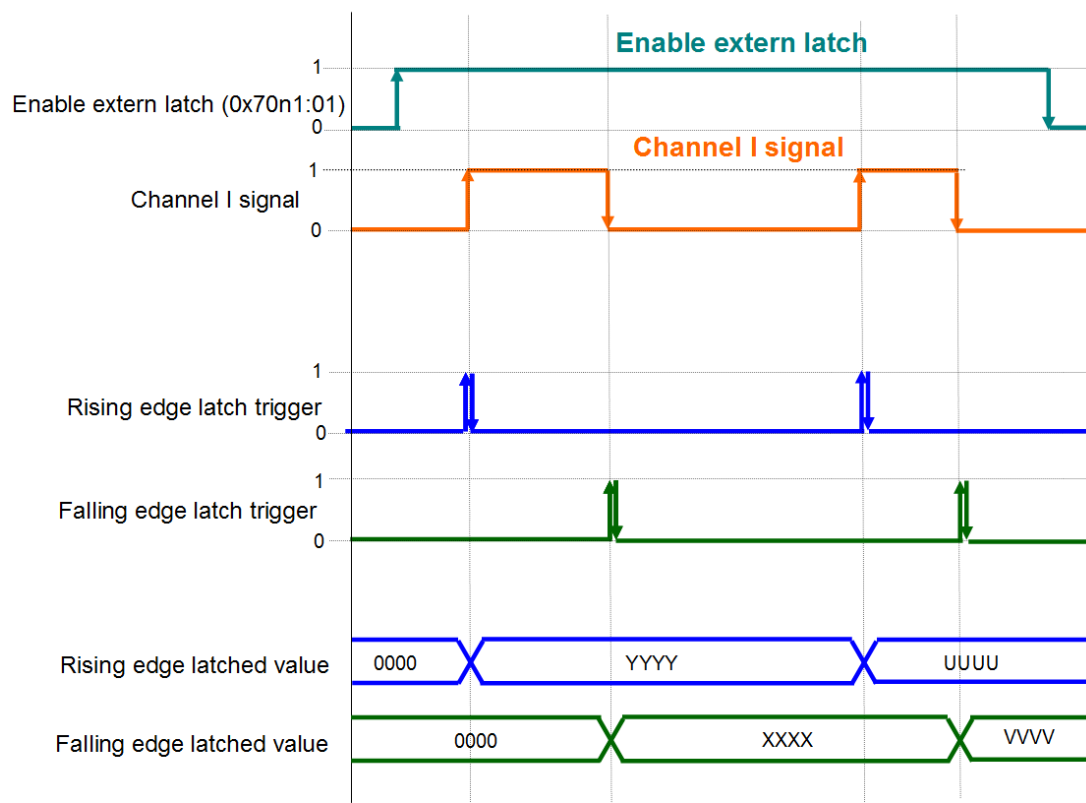 Enable extern latch
1
Enable extern latch (0x70n1:01)
0
Channel I signal
1
Channel I signal
0
1
Rising edge latch trigger
0
1
Falling edge latch trigger
0
Rising edge latched value 0000 YYYY UUUU
Falling edge latched value 0000 XXXX VVVV